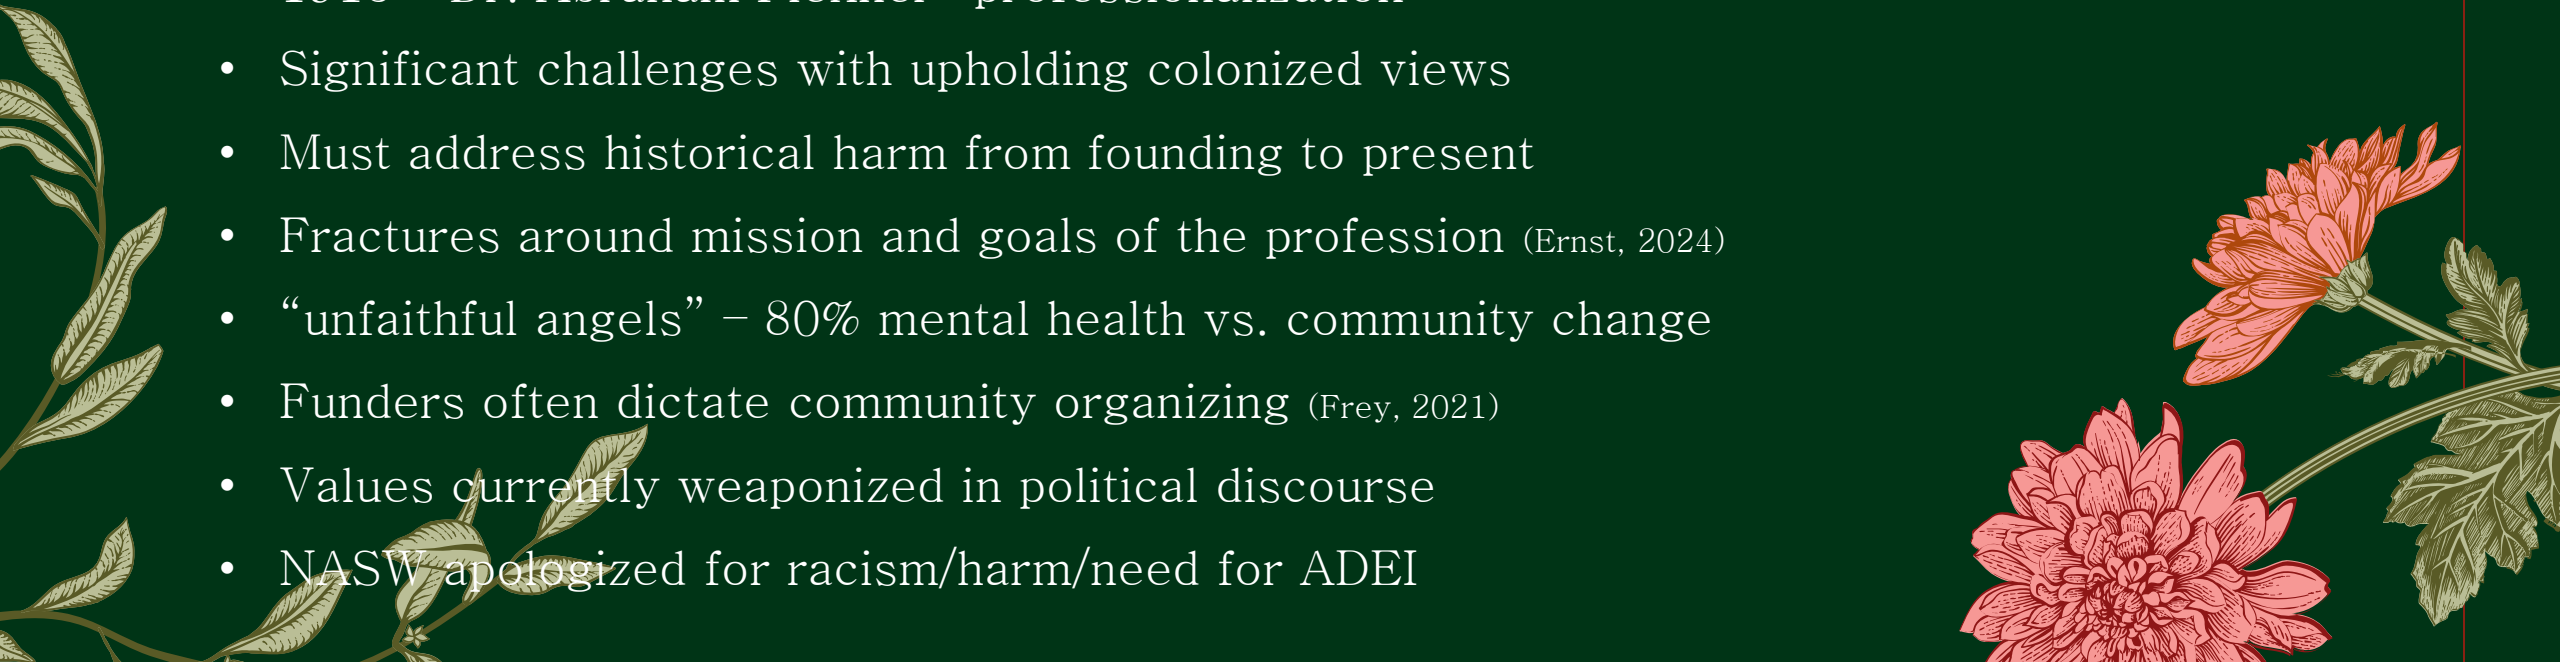 • Significant challenges with upholding colonized views
• Must address historical harm from founding to present
• Fractures around mission and goals of the profession (Ernst, 2024)
• “unfaithful angels” – 80% mental health vs. community change
• Funders often dictate community organizing (Frey, 2021)
• Values currently weaponized in political discourse
• NASW apologized for racism/harm/need for ADEI